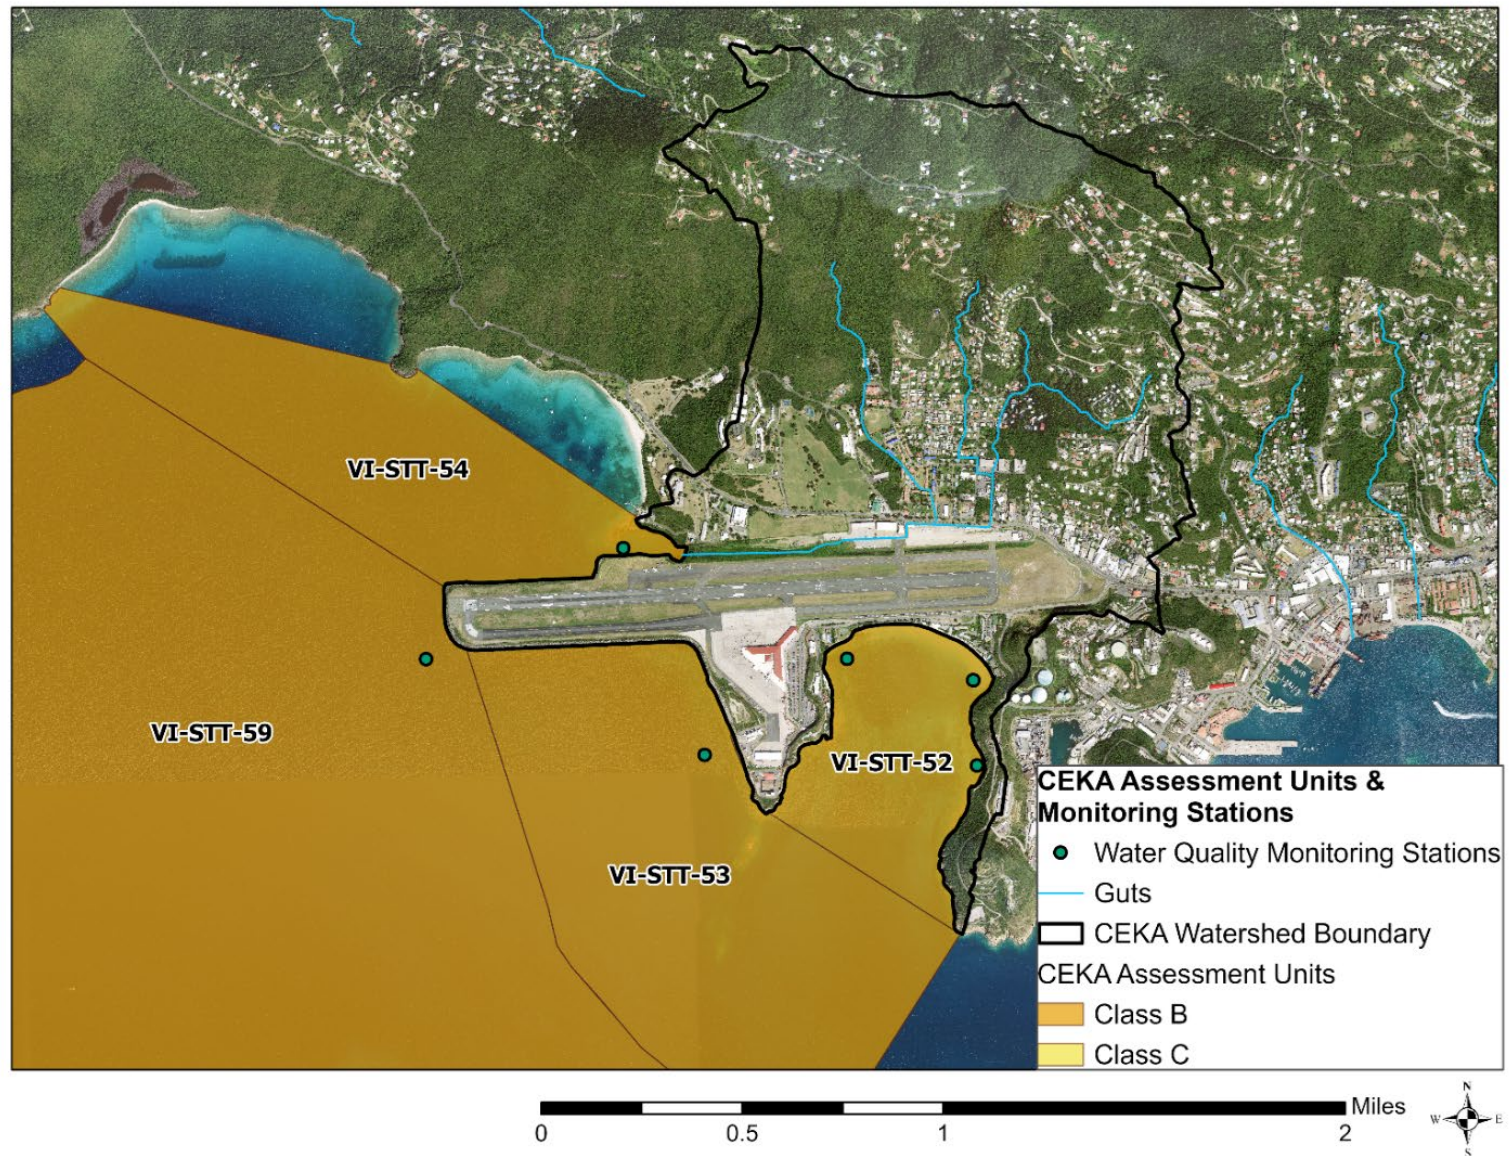 VI-STT-54
VI-STT-59
VI-STT-52
VI-STT-53
CEKA Assessment Units &
Monitoring Stations
Water Quality Monitoring Stations
Guts
CEKA Watershed Boundary
CEKA Assessment Units
Class B
Class C
Miles
0 0.5 1 2
N
W E
S